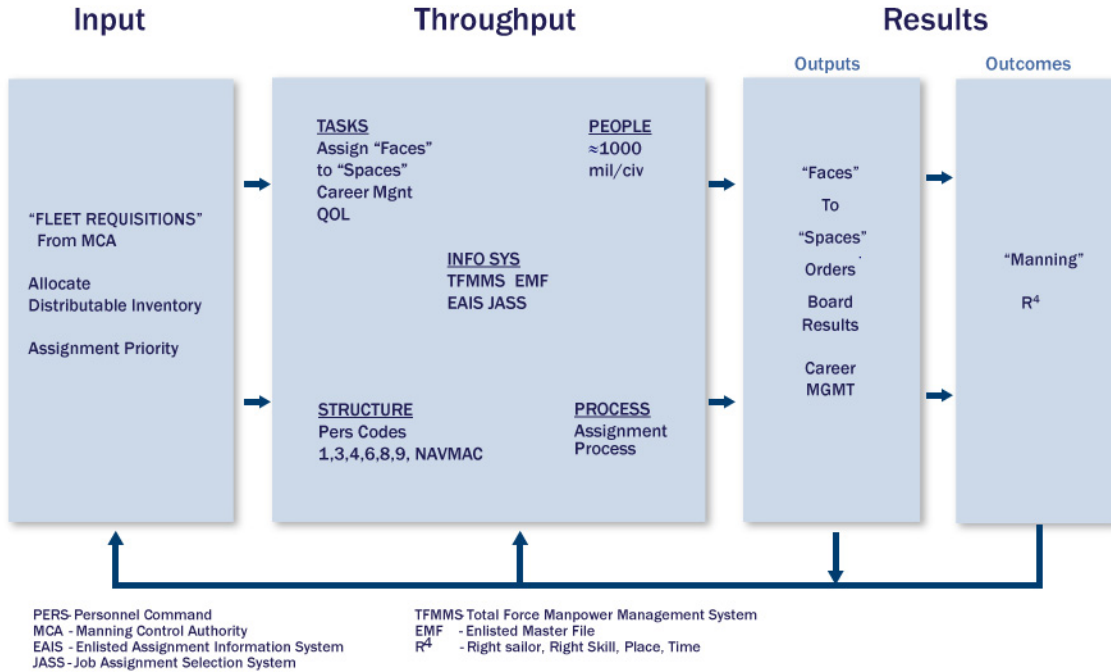 Input
Throughput
Results
Outputs
Outcomes
“FLEET REQUISITIONS”
From MCA
Allocate
Distributable Inventory
Assignment Priority
TASKS
Assign “Faces”
to “Spaces”
Career Mgnt
QOL
PEOPLE
≈1000
mil/civ
INFO SYS
TFMMS EMF
EAIS JASS
STRUCTURE
Pers Codes
1,3,4,6,8,9, NAVMAC
PROCESS
Assignment
Process
“Faces”
To
“Spaces”
Orders
Board
Results
Career
MGMT
“Manning”
R⁴
PERS- Personnel Command
MCA - Manning Control Authority
EAIS - Enlisted Assignment Information System
JASS - Job Assignment Selection System
TFMMS- Total Force Manpower Management System
EMF - Enlisted Master File
R⁴ - Right sailor, Right Skill, Place, Time